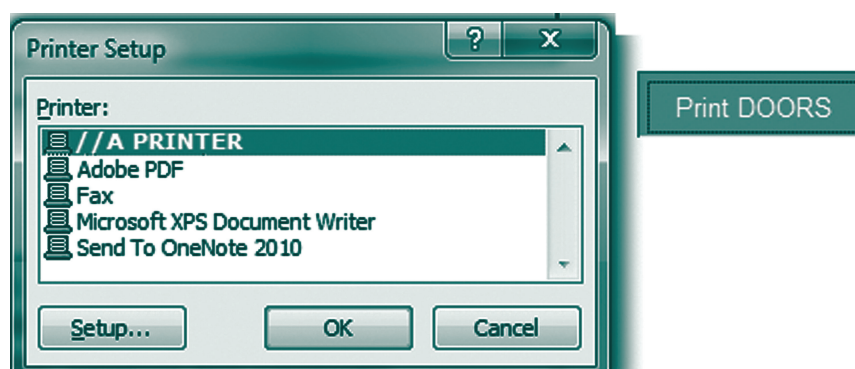 Printer Setup
? X
Print DOORS
Printer:
//A PRINTER
Adobe PDF
Fax
Microsoft XPS Document Writer
Send To OneNote 2010
Setup... OK Cancel